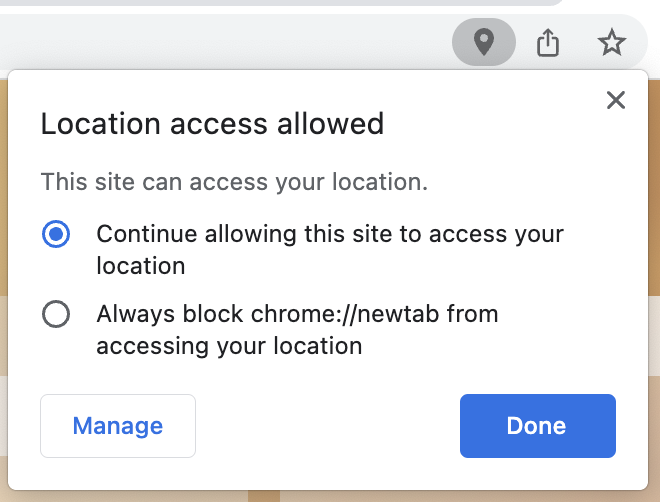 Location access allowed
This site can access your location.
Continue allowing this site to access your
location
Always block chrome://newtab from
accessing your location
Manage
Done